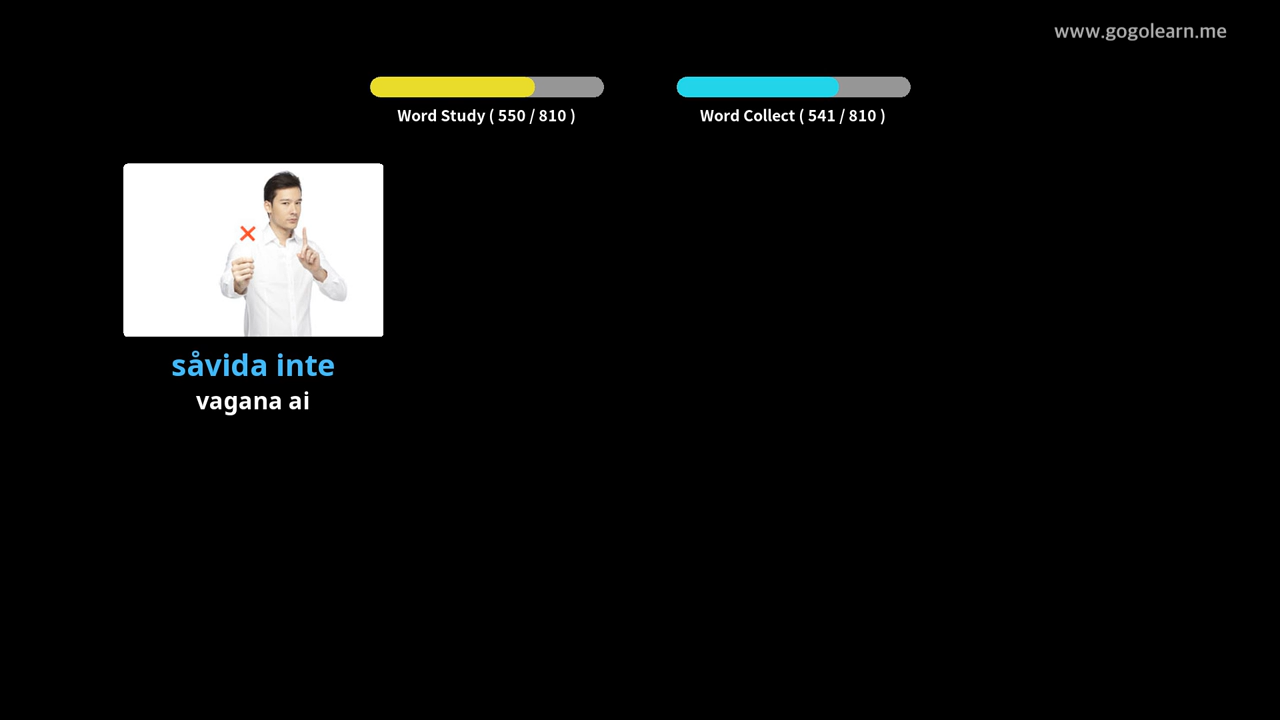 www.gogolearn.me
Word Study ( 550 / 810 )
Word Collect ( 541 / 810 )
såvida inte
vagana ai